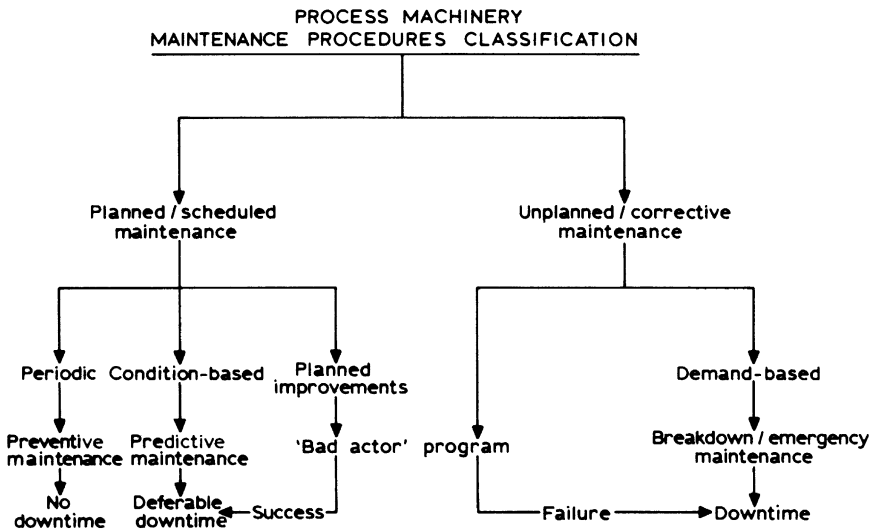 PROCESS MACHINERY
MAINTENANCE PROCEDURES CLASSIFICATION
Planned / scheduled
maintenance
Unplanned / corrective
maintenance
Periodic
Condition-based
Planned
improvements
Demand-based
Preventive
maintenance
Predictive
maintenance
'Bad actor' program
Breakdown / emergency
maintenance
No
downtime
Deferable
downtime
Success
Failure
Downtime